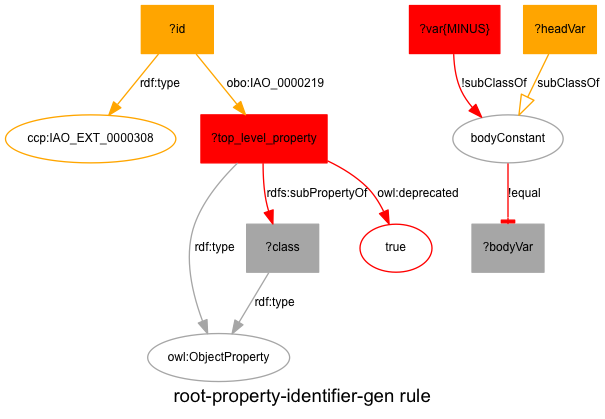 ?id
?var{MINUS}
?headVar
rdf:type
obo:IAO_0000219
!subClassOf
subClassOf
ccp:IAO_EXT_0000308
?top_level_property
bodyConstant
rdf:type
rdfs:subPropertyOf
owl:deprecated
!equal
?class
true
?bodyVar
rdf:type
owl:ObjectProperty
root-property-identifier-gen rule